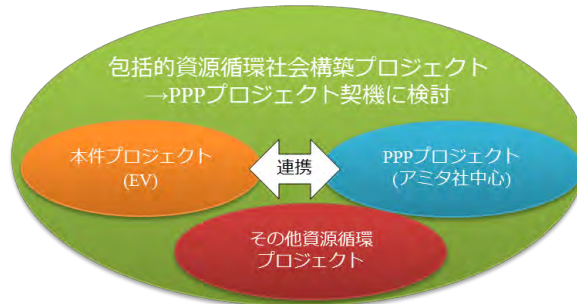 包括的資源循環社会構築プロジェクト
→PPPプロジェクト契機に検討
本件プロジェクト
(EV)
連携
PPPプロジェクト
(アミタ社中心)
その他資源循環
プロジェクト